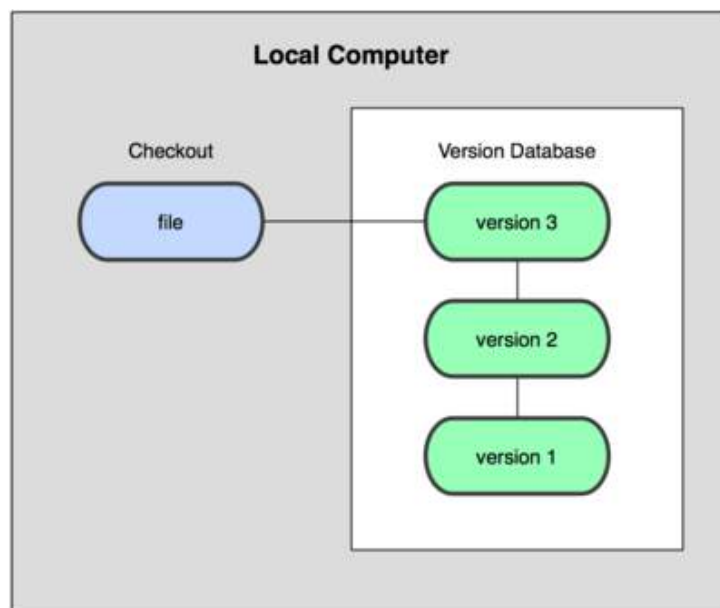 Local Computer
Checkout
Version Database
file
version 3
version 2
version 1